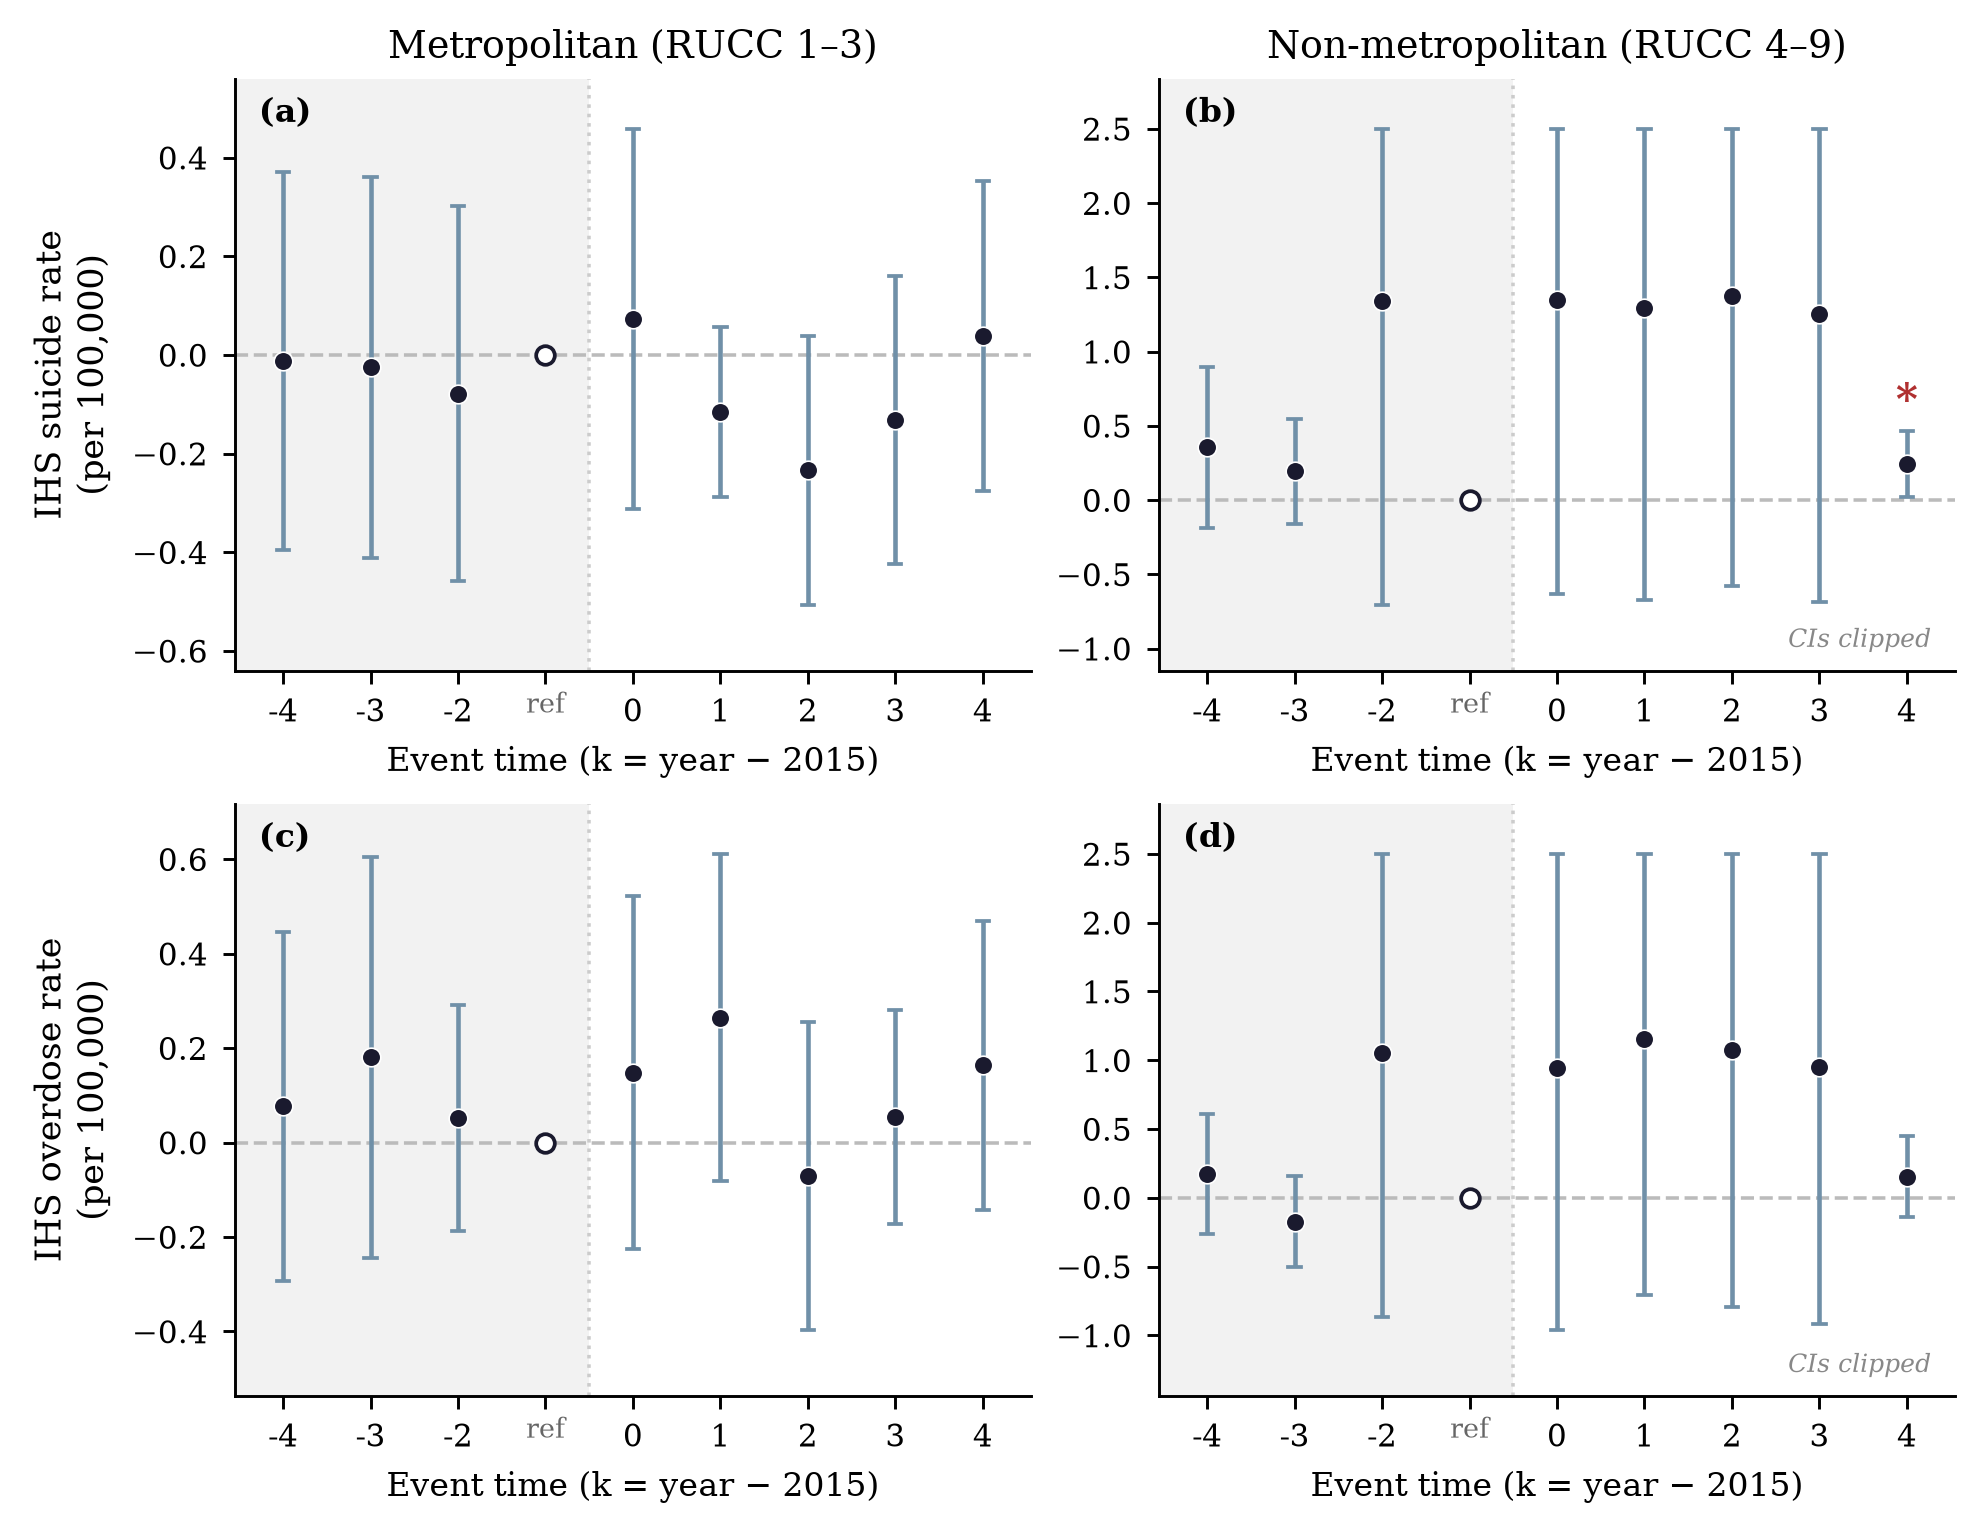 Metropolitan (RUCC 1–3)
Non-metropolitan (RUCC 4–9)
(a)
IHS suicide rate
(per 100,000)
0.4
0.2
0.0
−0.2
−0.4
−0.6
-4 -3 -2 ref 0 1 2 3 4
Event time (k = year − 2015)
(b)
2.5
2.0
1.5
1.0
0.5
0.0
−0.5
−1.0
*
CIs clipped
-4 -3 -2 ref 0 1 2 3 4
Event time (k = year − 2015)
(c)
IHS overdose rate
(per 100,000)
0.6
0.4
0.2
0.0
−0.2
−0.4
-4 -3 -2 ref 0 1 2 3 4
Event time (k = year − 2015)
(d)
2.5
2.0
1.5
1.0
0.5
0.0
−0.5
−1.0
CIs clipped
-4 -3 -2 ref 0 1 2 3 4
Event time (k = year − 2015)